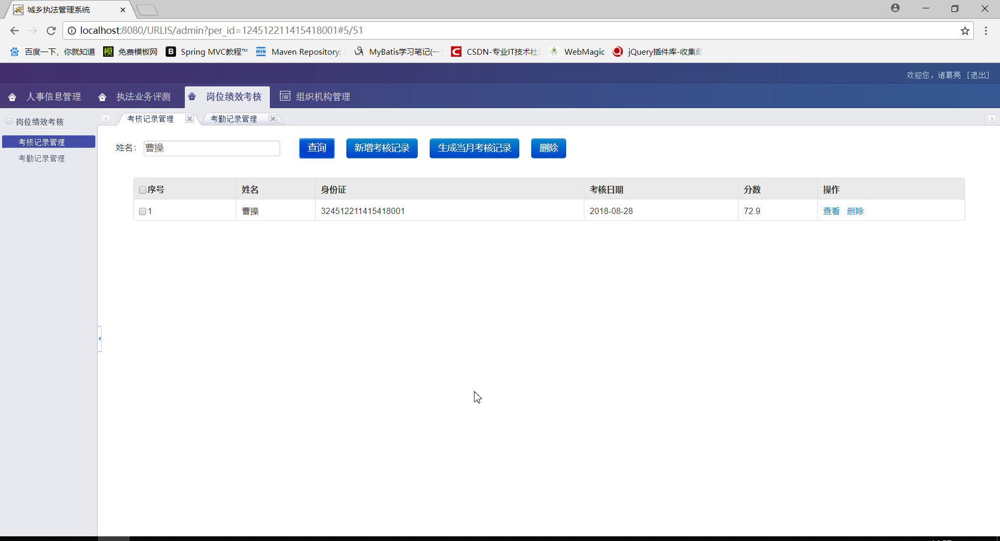 城乡执法管理系统
localhost:8080/URLIS/admin?per_id=124512211415418001#5/51
百度一下，你就知道 免费模板网 Spring MVC教程™ Maven Repository: MyBatis学习笔记(一 CSDN-专业IT技术社 WebMagic jQuery插件库-收集
欢迎您，诸葛亮 [退出]
人事信息管理 执法业务评测 岗位绩效考核 组织机构管理
岗位绩效考核
考核记录管理
考勤记录管理
考核记录管理 考勤记录管理
姓名： 曹操 查询 新增考核记录 生成当月考核记录 删除
序号 姓名 身份证 考核日期 分数 操作
1 曹操 324512211415418001 2018-08-28 72.9 查看 删除